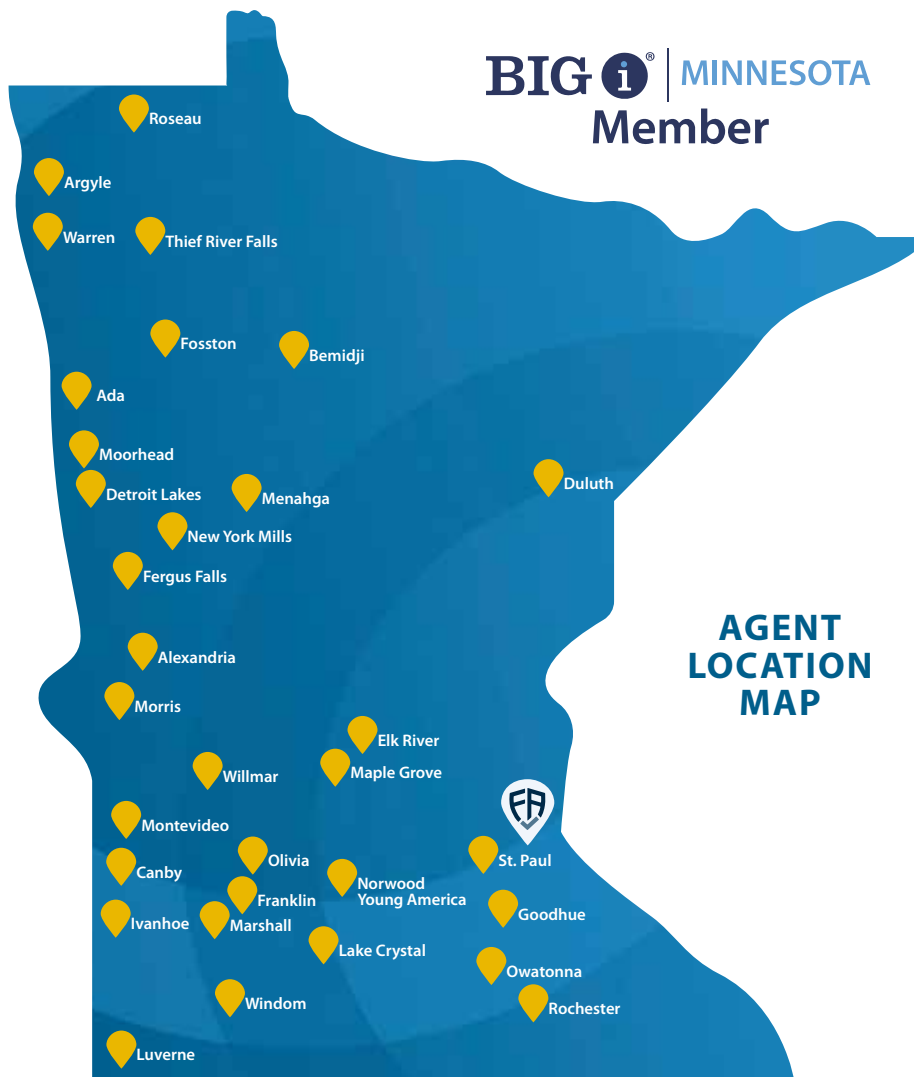 BIG i® | MINNESOTA
Member
Roseau
Argyle
Warren
Thief River Falls
Fosston
Bemidji
Ada
Moorhead
Detroit Lakes
Menahga
Duluth
New York Mills
Fergus Falls
AGENT
LOCATION
MAP
Alexandria
Morris
Elk River
Maple Grove
Willmar
FA
Montevideo
Olivia
St. Paul
Canby
Norwood
Young America
Franklin
Goodhue
Ivanhoe
Marshall
Lake Crystal
Owatonna
Windom
Rochester
Luverne